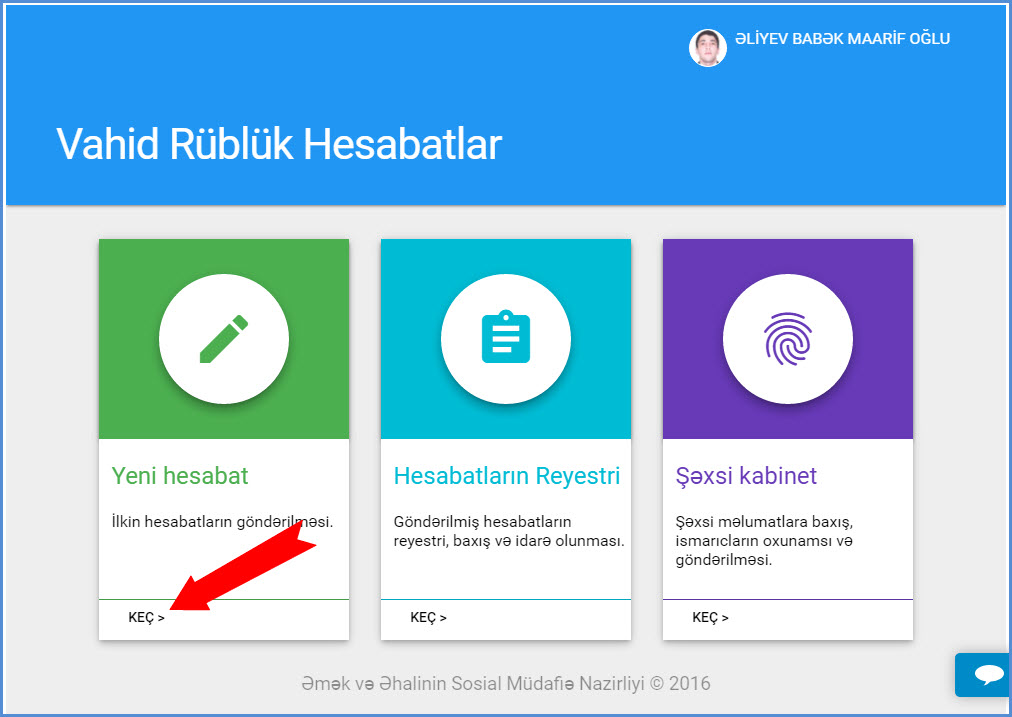 ƏLİYEV BABƏK MAARİF OĞLU
Vahid Rüblük Hesabatlar
Yeni hesabat
İlkin hesabatların göndərilməsi.
KEÇ >
Hesabatların Reyestri
Göndərilmiş hesabatların
reyestri, baxış və idarə olunması.
KEÇ >
Şəxsi kabinet
Şəxsi məlumatlara baxış,
ismarıcların oxunamsı və
göndərilməsi.
KEÇ >
Əmək və Əhalinin Sosial Müdafiə Nazirliyi © 2016